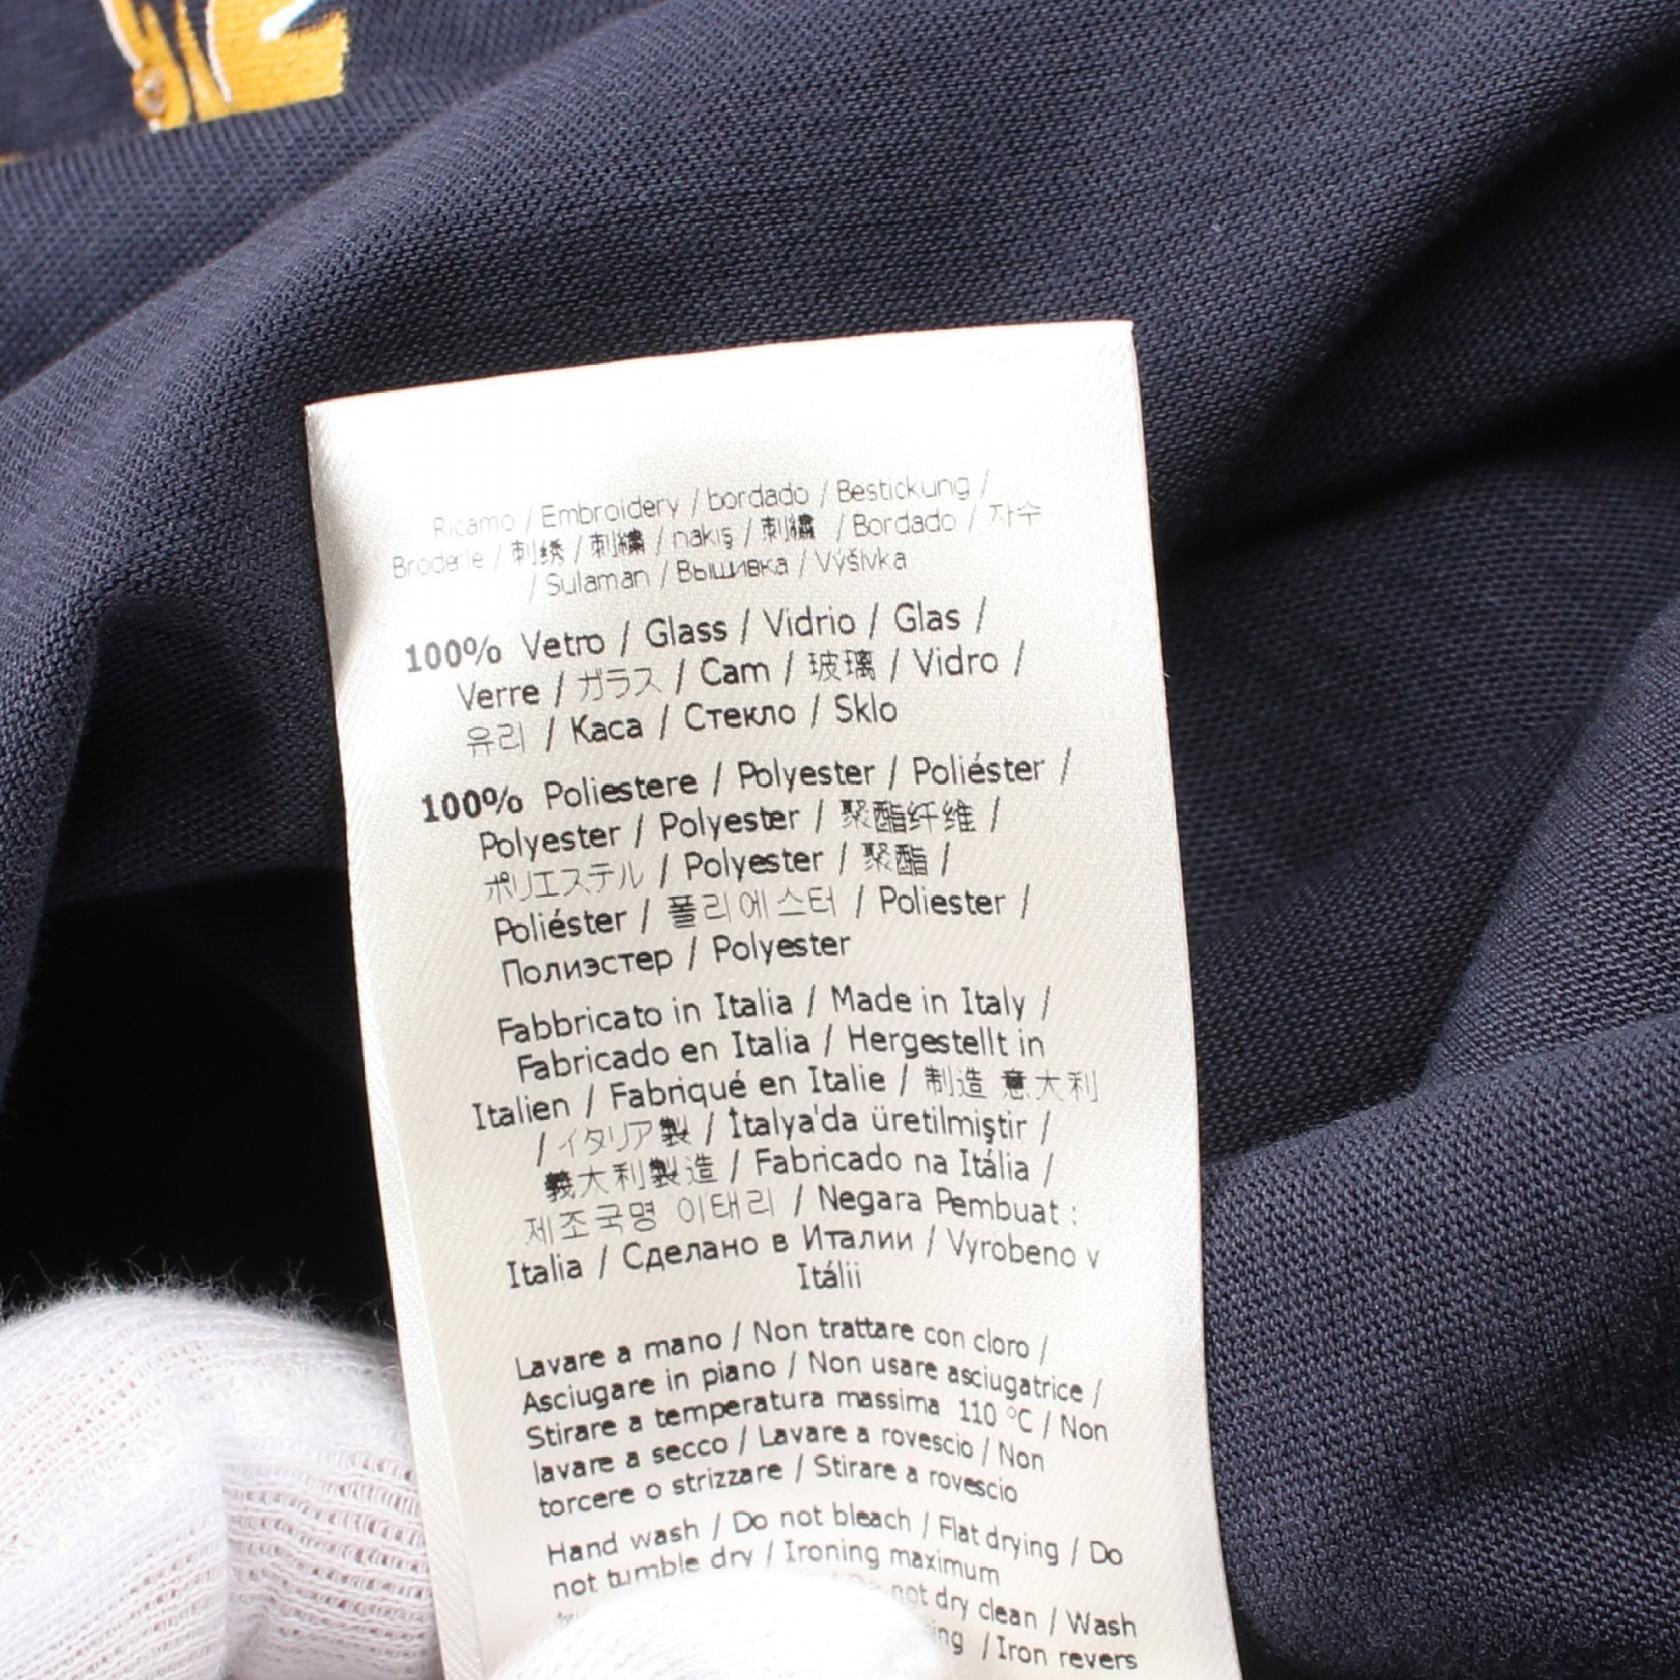 Ricamo / Embroidery / bordado / Bestickung /
Broderie / 刺绣 / 刺繍 / nakış / 刺繡 / Bordado / 자수
/ Sulaman / Вышивка / Výšivka
100% Vetro / Glass / Vidrio / Glas /
Verre / ガラス / Cam / 玻璃 / Vidro /
유리 / Kaca / Стекло / Sklo
100% Poliestere / Polyester / Poliéster /
Polyester / Polyester / 聚酯纤维 /
ポリエステル / Polyester / 聚酯 /
Poliéster / 폴리에스터 / Poliester /
Полиэстер / Polyester
Fabbricato in Italia / Made in Italy /
Fabricado en Italia / Hergestellt in
Italien / Fabriqué en Italie / 制造 意大利
/ イタリア製 / İtalya'da üretilmiştir /
義大利製造 / Fabricado na Itália /
제조국명 이태리 / Negara Pembuat :
Italia / Сделано в Италии / Vyrobeno v
Itálii
Lavare a mano / Non trattare con cloro /
Asciugare in piano / Non usare asciugatrice /
Stirare a temperatura massima 110 °C / Non
lavare a secco / Lavare a rovescio / Non
torcere o strizzare / Stirare a rovescio
Hand wash / Do not bleach / Flat drying / Do
not tumble dry / Ironing maximum
not dry clean / Wash
/ Iron revers